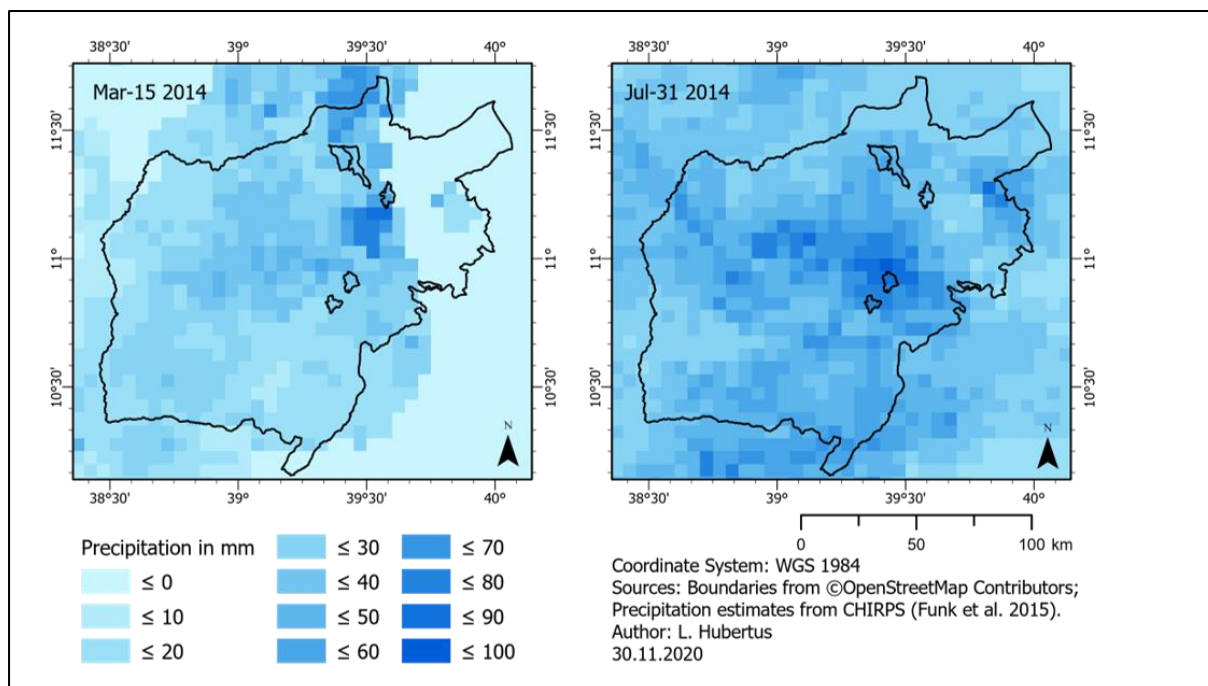 38°30' 39° 39°30' 40° 38°30' 39° 39°30' 40°
Mar-15 2014 Jul-31 2014
11°30' 11°30' 11°30' 11°30'
11° 11° 11° 11°
10°30' 10°30' 10°30' 10°30'
N N
38°30' 39° 39°30' 40° 38°30' 39° 39°30' 40°
0 50 100 km
Precipitation in mm
≤ 0
≤ 10
≤ 20
≤ 30
≤ 40
≤ 50
≤ 60
≤ 70
≤ 80
≤ 90
≤ 100
Coordinate System: WGS 1984
Sources: Boundaries from ©OpenStreetMap Contributors;
Precipitation estimates from CHIRPS (Funk et al. 2015).
Author: L. Hubertus
30.11.2020